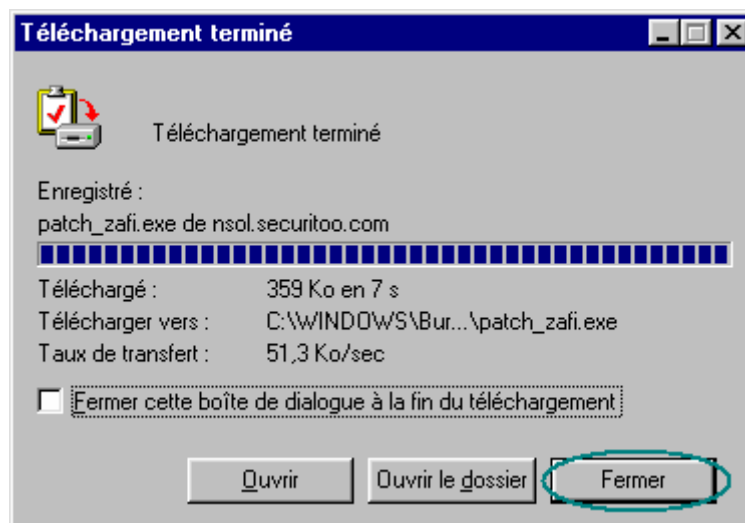 Téléchargement terminé
Téléchargement terminé
Enregistré :
patch_zafi.exe de nsol.securitoo.com
Téléchargé : 359 Ko en 7 s
Télécharger vers : C:\WINDOWS\Bur...\patch_zafi.exe
Taux de transfert : 51,3 Ko/sec
Fermer cette boîte de dialogue à la fin du téléchargement
Ouvrir Ouvrir le dossier Fermer